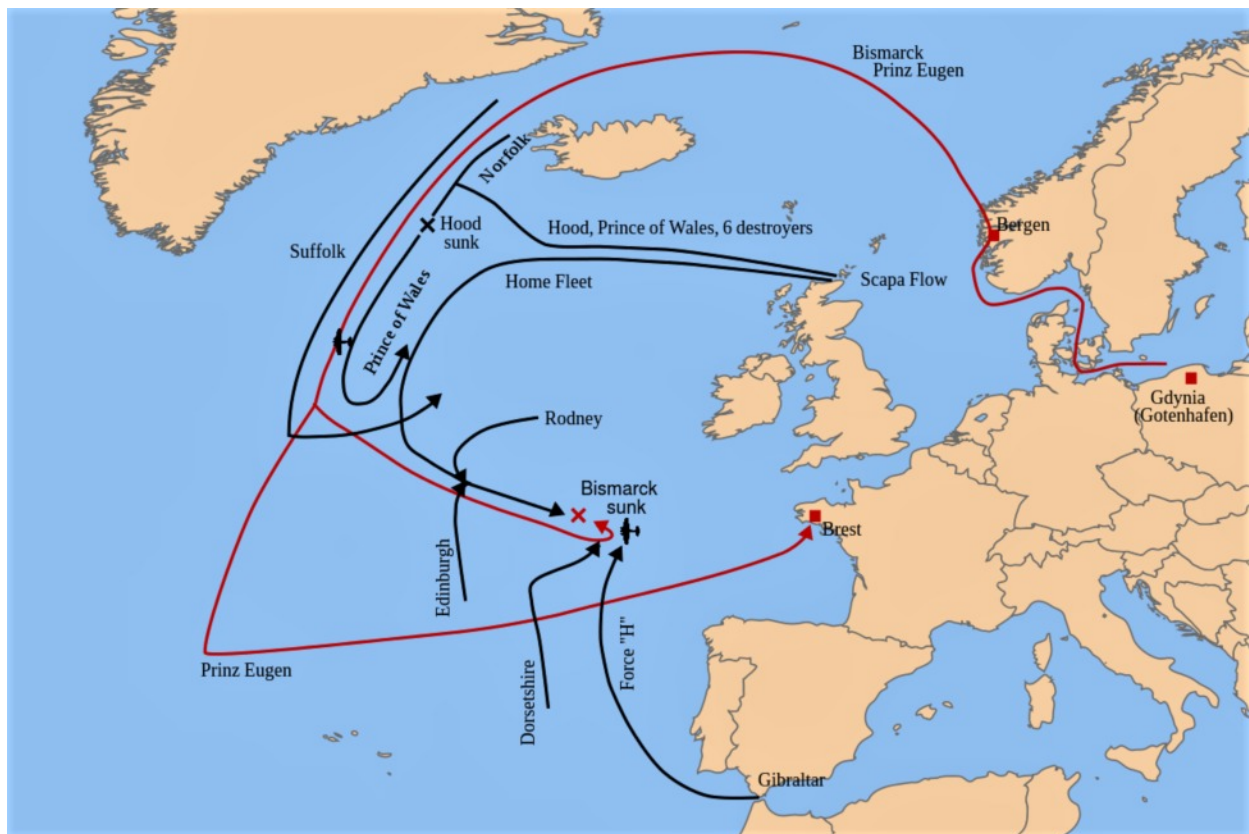 Bismarck
Prinz Eugen
Norfolk
Hood
sunk
Hood, Prince of Wales, 6 destroyers
Bergen
Suffolk
Home Fleet
Scapa Flow
Prince of Wales
Gdynia
(Gotenhafen)
Rodney
Bismarck
sunk
Brest
Edinburgh
Prinz Eugen
Force "H"
Dorsetshire
Gibraltar